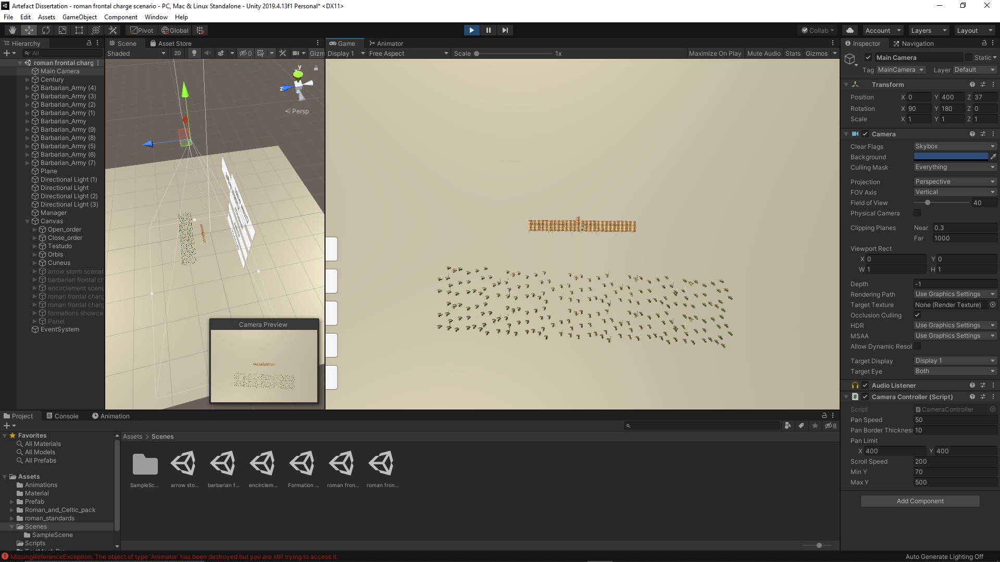 Artefact Dissertation - roman frontal charge scenario - PC, Mac & Linux Standalone - Unity 2019.4.13f1 Personal* <DX11>
File Edit Assets GameObject Component Window Help
Pivot Global Collab Account Layers Layout
Hierarchy
All
roman frontal charg
Main Camera
Century
Barbarian_Army (4)
Barbarian_Army (3)
Barbarian_Army (2)
Barbarian_Army (1)
Barbarian_Army
Barbarian_Army (9)
Barbarian_Army (8)
Barbarian_Army (5)
Barbarian_Army (6)
Barbarian_Army (7)
Plane
Directional Light (1)
Directional Light
Directional Light (2)
Directional Light (3)
Manager
Canvas
Open_order
Close_order
Testudo
Orbis
Cuneus
arrow storm scenar
barbarian frontal ch
encirclement scena
roman frontal charg
roman frontal charg
formations showca
Panel
EventSystem
Scene Asset Store
Shaded 2D 0 Gizm
y
x
z
Persp
Camera Preview
Game Animator
Display 1 Free Aspect Scale 1x Maximize On Play Mute Audio Stats Gizmos
Inspector Navigation
Main Camera Static
Tag MainCamera Layer Default
Transform
Position X 0 Y 400 Z 37
Rotation X 90 Y 180 Z 0
Scale X 1 Y 1 Z 1
Camera
Clear Flags Skybox
Background
Culling Mask Everything
Projection Perspective
FOV Axis Vertical
Field of View 40
Physical Camera
Clipping Planes Near 0.3
Far 1000
Viewport Rect
X 0 Y 0
W 1 H 1
Depth -1
Rendering Path Use Graphics Settings
Target Texture None (Render Texture)
Occlusion Culling
HDR Use Graphics Settings
MSAA Use Graphics Settings
Allow Dynamic Resol
Target Display Display 1
Target Eye Both
Audio Listener
Camera Controller (Script)
Script CameraController
Pan Speed 50
Pan Border Thicknes 10
Pan Limit
X 400 Y 400
Scroll Speed 200
Min Y 70
Max Y 500
Add Component
Project Console Animation
8
Favorites
All Materials
All Models
All Prefabs
Assets
Animations
Material
Prefab
Roman_and_Celtic_pack
roman_standards
Scenes
SampleScene
Scripts
Assets > Scenes
SampleSc... arrow sto... barbarian f... encirclem... Formation ... roman fron... roman fron...
MissingReferenceException: The object of type 'Animator' has been destroyed but you are still trying to access it.
Auto Generate Lighting Off